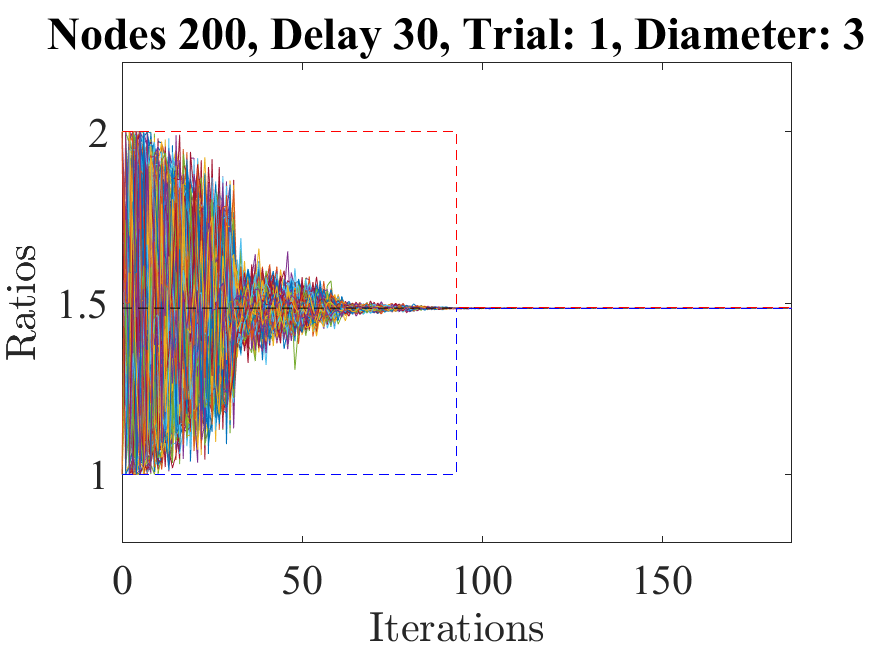 Nodes 200, Delay 30, Trial: 1, Diameter: 3
2
1.5
1
Ratios
0 50 100 150
Iterations